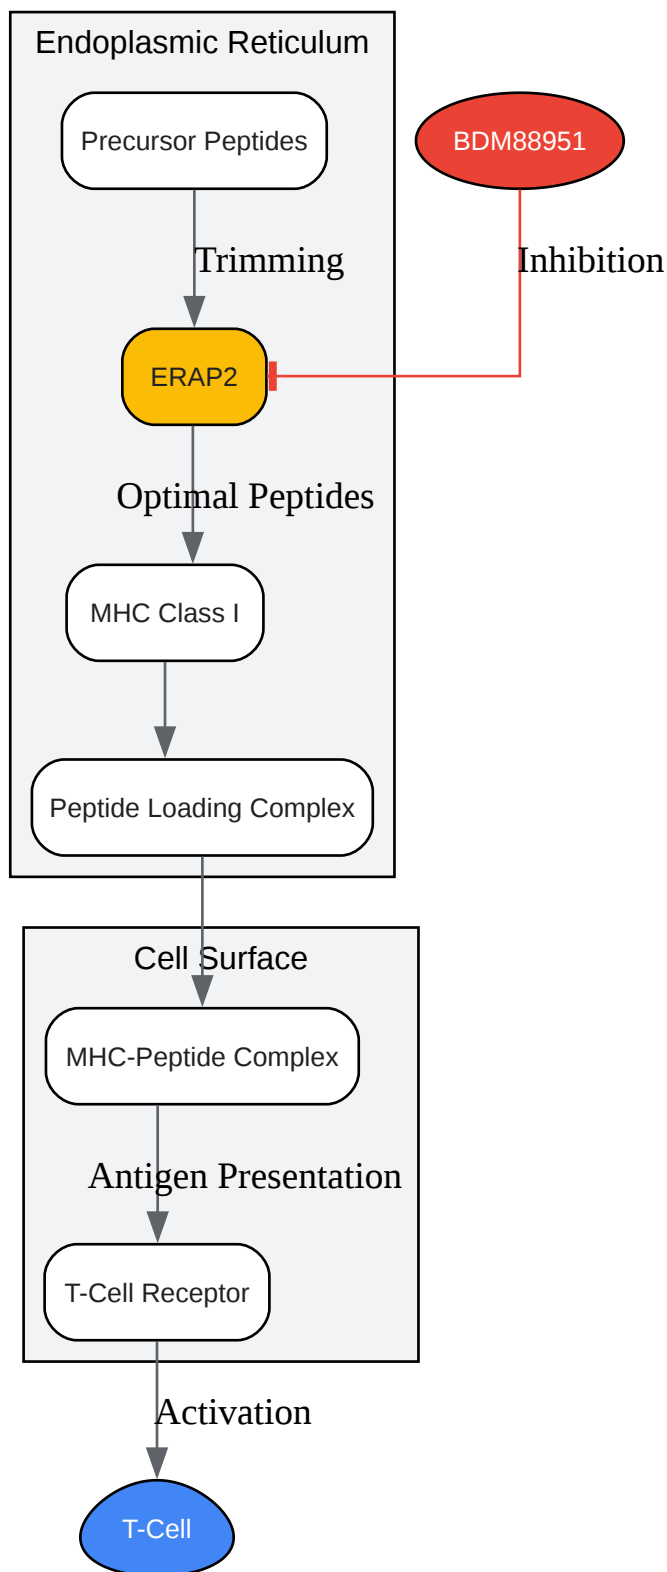 Endoplasmic Reticulum
Precursor Peptides
BDM88951
Trimming
Inhibition
ERAP2
Optimal Peptides
MHC Class I
Peptide Loading Complex
Cell Surface
MHC-Peptide Complex
Antigen Presentation
T-Cell Receptor
Activation
T-Cell